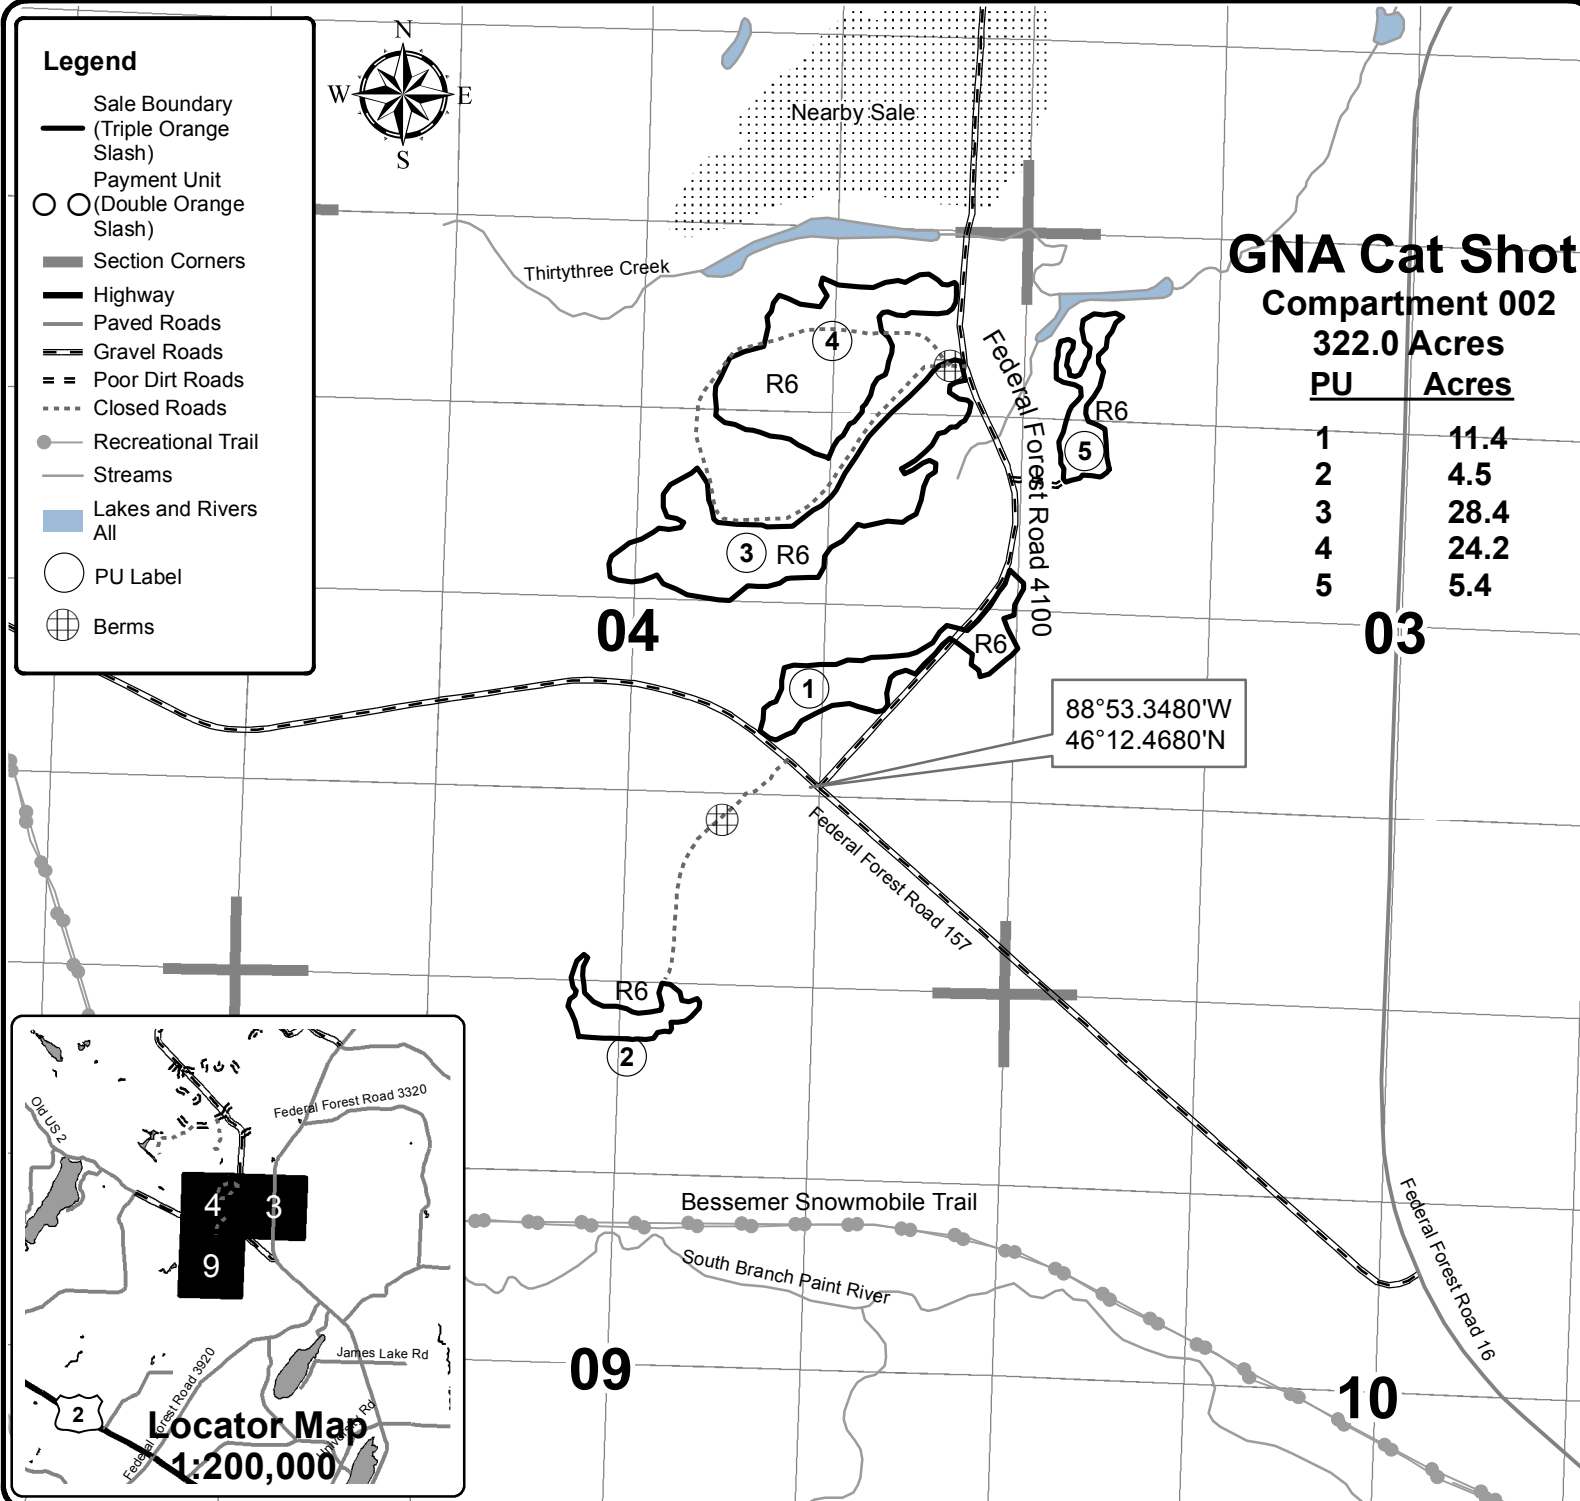 Legend
Sale Boundary
(Triple Orange
Slash)
Payment Unit
(Double Orange
Slash)
Section Corners
Highway
Paved Roads
Gravel Roads
Poor Dirt Roads
Closed Roads
Recreational Trail
Streams
Lakes and Rivers
All
PU Label
Berms
N
W
E
S
Nearby Sale
Thirtythree Creek
GNA Cat Shot
Compartment 002
322.0 Acres
PU Acres
1 11.4
2 4.5
3 28.4
4 24.2
5 5.4
4
R6
Federal Forest Road 4100
R6
5
3
R6
04
03
R6
1
88°53.3480'W
46°12.4680'N
Federal Forest Road 157
R6
2
Bessemer Snowmobile Trail
South Branch Paint River
Federal Forest Road 16
09
10
Old US 2
Federal Forest Road 3320
4
3
9
James Lake Rd
Federal Forest Road 3920
University Rd
2
Locator Map
1:200,000